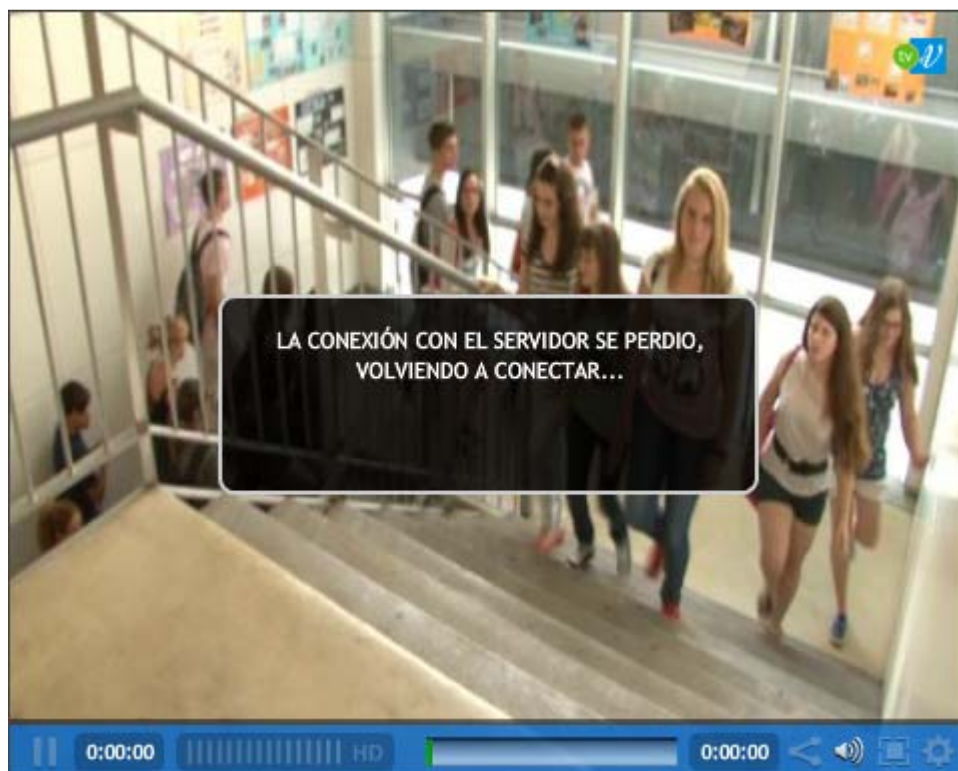 tv V
LA CONEXIÓN CON EL SERVIDOR SE PERDIO,
VOLVIENDO A CONECTAR...
0:00:00 HD 0:00:00